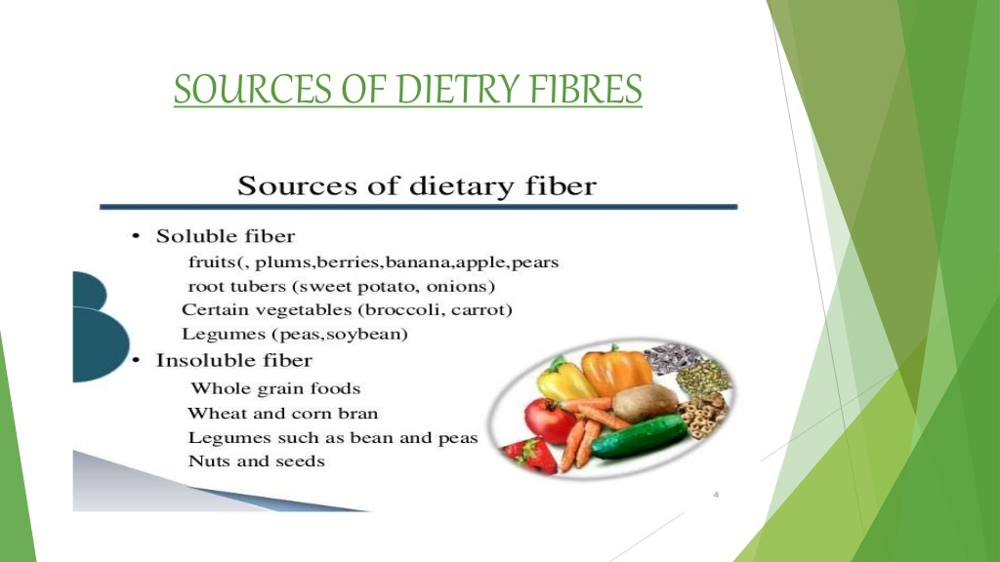 SOURCES OF DIETRY FIBRES
Sources of dietary fiber
• Soluble fiber
fruits(, plums,berries,banana,apple,pears
root tubers (sweet potato, onions)
Certain vegetables (broccoli, carrot)
Legumes (peas,soybean)
• Insoluble fiber
Whole grain foods
Wheat and corn bran
Legumes such as bean and peas
Nuts and seeds
4